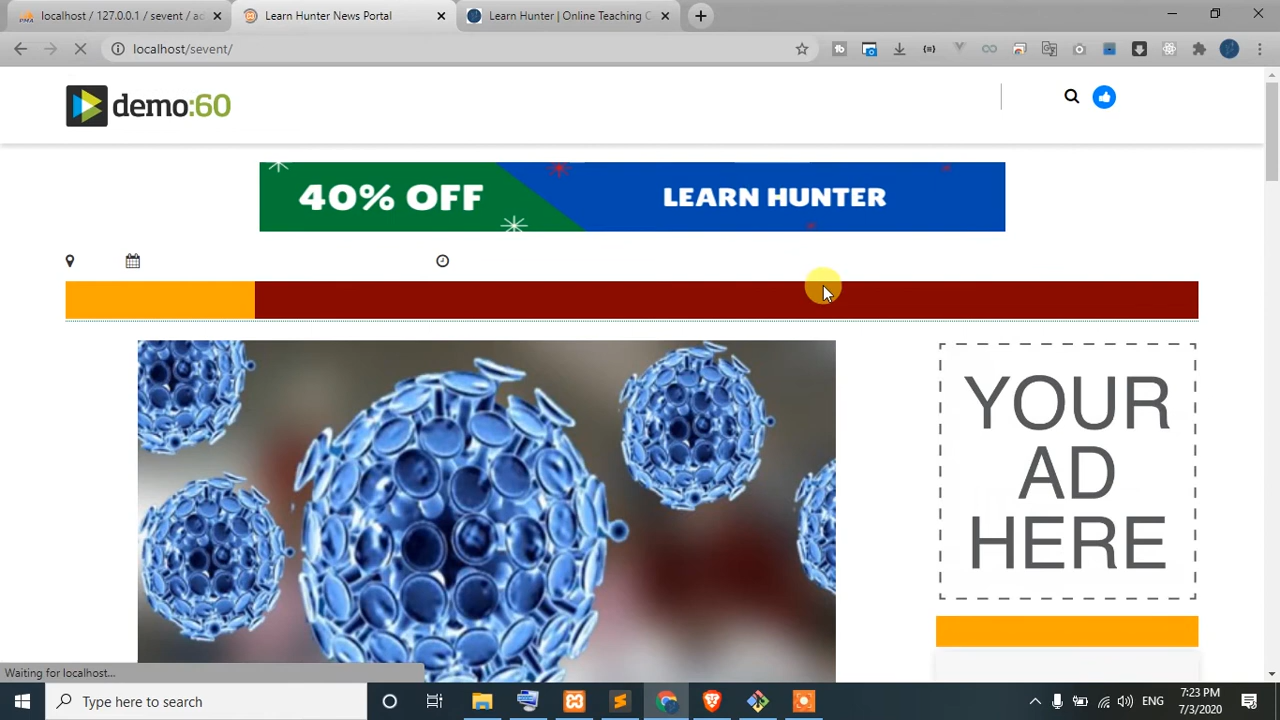 localhost / 127.0.0.1 / sevent / ac
Learn Hunter News Portal
Learn Hunter | Online Teaching C
localhost/sevent/
demo:60
40% OFF
LEARN HUNTER
YOUR
AD
HERE
Waiting for localhost...
Type here to search
ENG
7:23 PM
7/3/2020